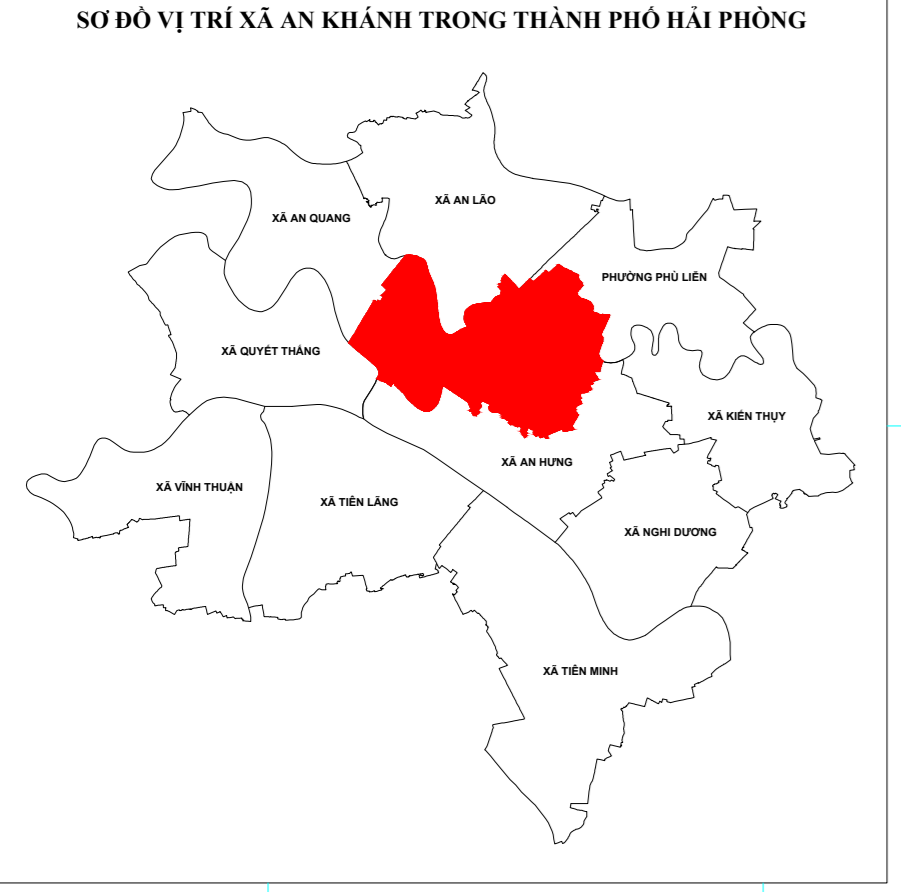 SƠ ĐỒ VỊ TRÍ XÃ AN KHÁNH TRONG THÀNH PHỐ HẢI PHÒNG
XÃ AN LÃO
XÃ AN QUANG
PHƯỜNG PHÙ LIỄN
XÃ QUYẾT THẮNG
XÃ KIẾN THỤY
XÃ AN HƯNG
XÃ VĨNH THUẬN
XÃ TIÊN LÃNG
XÃ NGHI DƯƠNG
XÃ TIÊN MINH